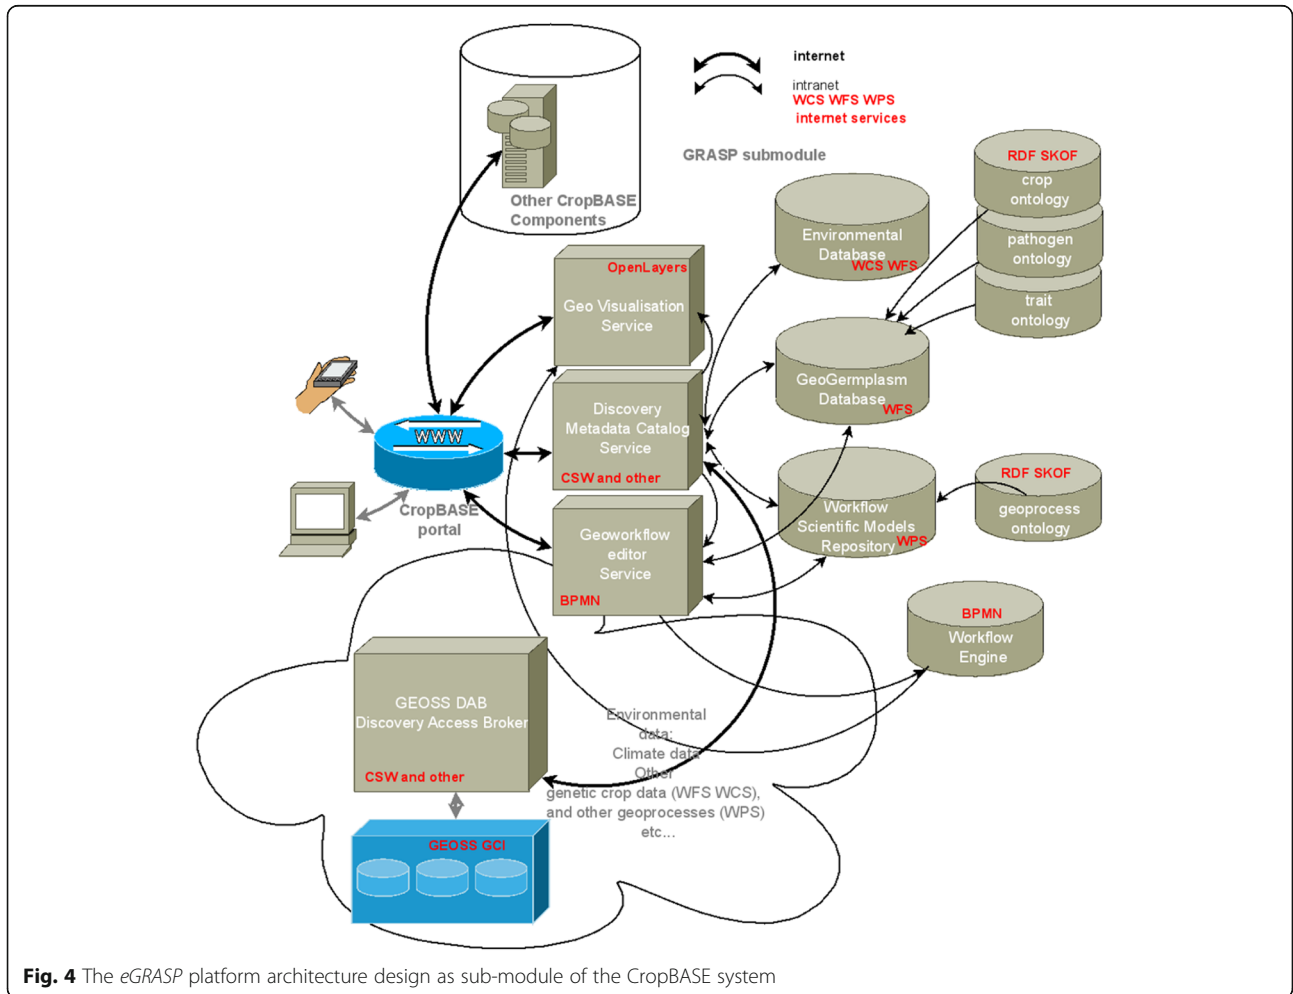 internet
intranet
WCS WFS WPS
internet services
GRASP submodule
RDF SKOF
crop
ontology
pathogen
ontology
trait
ontology
Other CropBASE
Components
Environmental
Database
WCS WFS
OpenLayers
Geo Visualisation
Service
GeoGermplasm
Database
WFS
Discovery
Metadata Catalog
Service
CSW and other
WWW
CropBASE
portal
Workflow
Scientific Models
Repository
WPS
RDF SKOF
geoprocess
ontology
Geoworkflow
editor
Service
BPMN
BPMN
Workflow
Engine
GEOSS DAB
Discovery Access Broker
CSW and other
Environmental
data:
Climate data
Other
genetic crop data (WFS WCS),
and other geoprocesses (WPS)
etc...
GEOSS GCI
Fig. 4 The eGRASP platform architecture design as sub-module of the CropBASE system